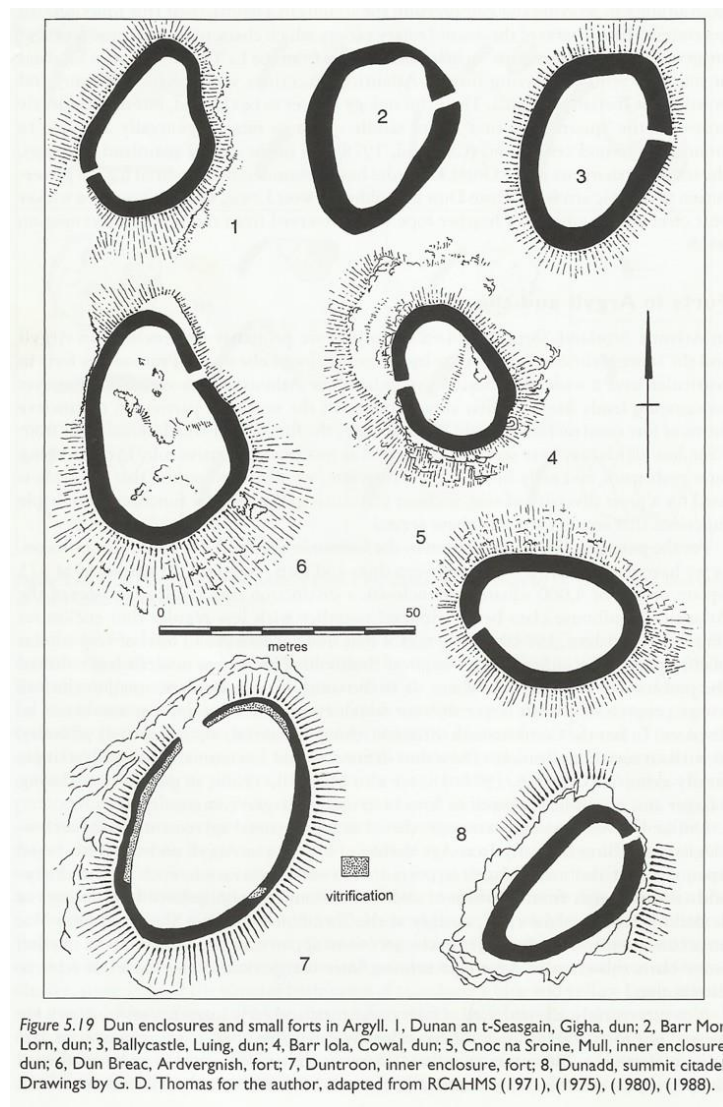 1
2
3
4
5
6
0 50
metres
7
vitrification
8
Figure 5.19 Dun enclosures and small forts in Argyll. 1, Dunan an t-Seasgain, Gigha, dun; 2, Barr Mor
Lorn, dun; 3, Ballycastle, Luing, dun; 4, Barr Iola, Cowal, dun; 5, Cnoc na Sroine, Mull, inner enclosure
dun; 6, Dun Breac, Ardvergnish, fort; 7, Duntroon, inner enclosure, fort; 8, Dunadd, summit citade
Drawings by G. D. Thomas for the author, adapted from RCAHMS (1971), (1975), (1980), (1988).